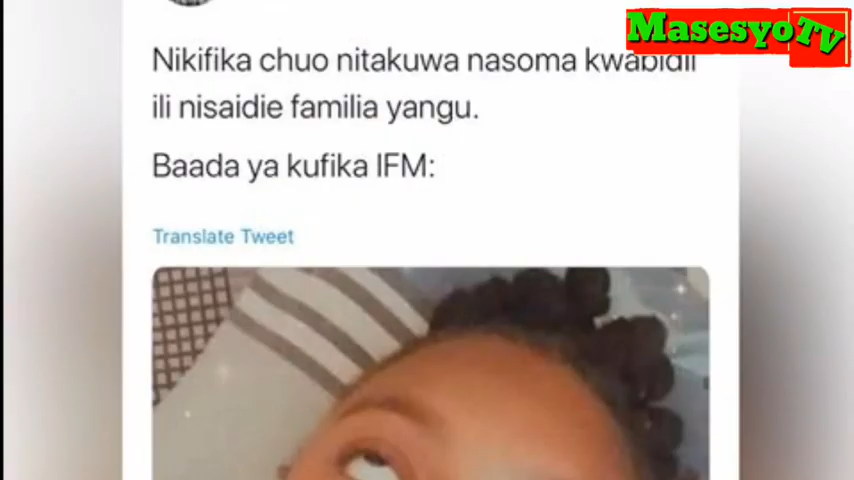 MasesyoTV
Nikifika chuo nitakuwa nasoma kwabidii
ili nisaidie familia yangu.
Baada ya kufika IFM:
Translate Tweet